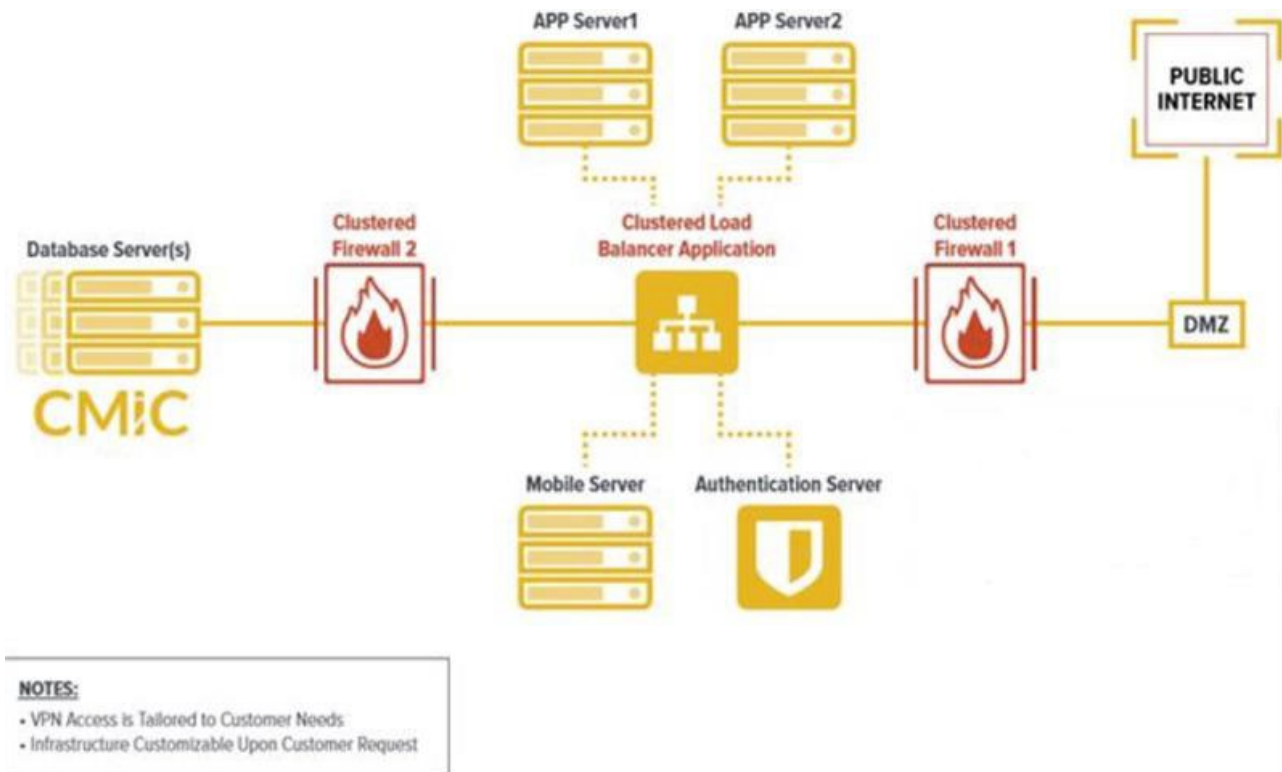 APP Server1
APP Server2
PUBLIC
INTERNET
Database Server(s)
Clustered
Firewall 2
Clustered Load
Balancer Application
Clustered
Firewall 1
DMZ
CMiC
Mobile Server
Authentication Server
NOTES:
• VPN Access is Tailored to Customer Needs
• Infrastructure Customizable Upon Customer Request